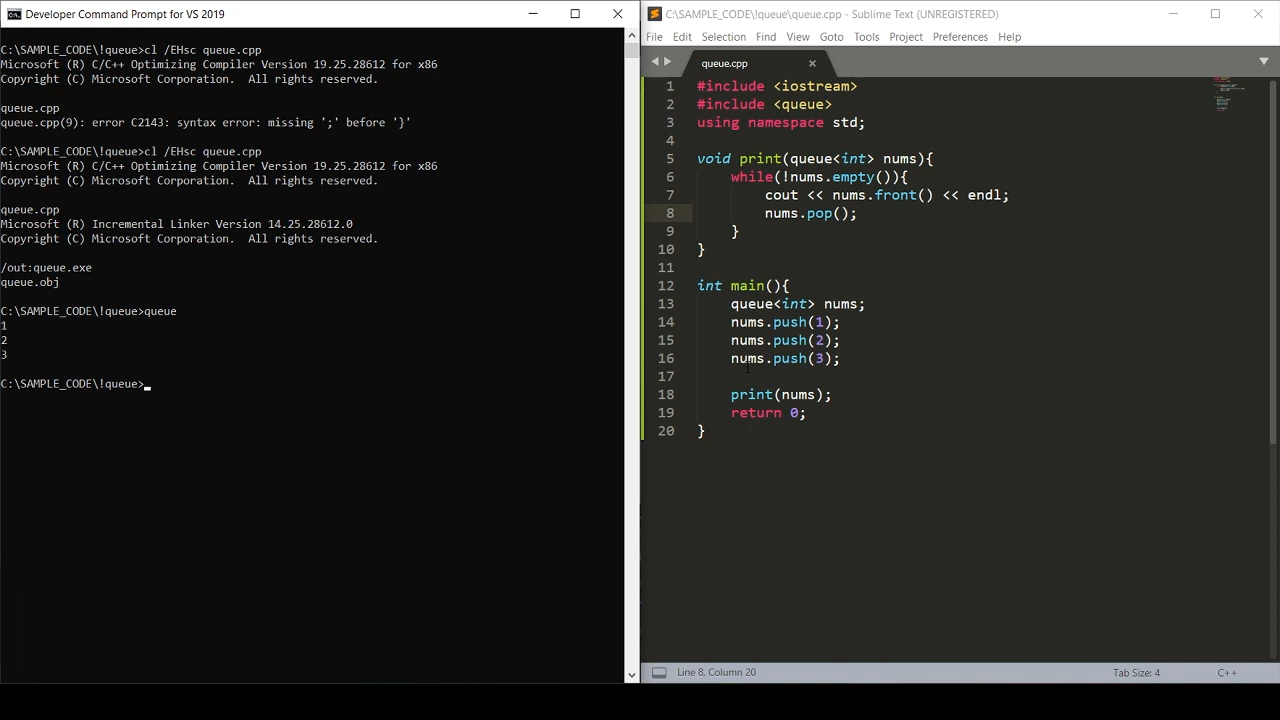 Developer Command Prompt for VS 2019
C:\SAMPLE_CODE\!queue>cl /EHsc queue.cpp
Microsoft (R) C/C++ Optimizing Compiler Version 19.25.28612 for x86
Copyright (C) Microsoft Corporation.  All rights reserved.
queue.cpp
queue.cpp(9): error C2143: syntax error: missing ';' before '}'
C:\SAMPLE_CODE\!queue>cl /EHsc queue.cpp
Microsoft (R) C/C++ Optimizing Compiler Version 19.25.28612 for x86
Copyright (C) Microsoft Corporation.  All rights reserved.
queue.cpp
Microsoft (R) Incremental Linker Version 14.25.28612.0
Copyright (C) Microsoft Corporation.  All rights reserved.
/out:queue.exe
queue.obj
C:\SAMPLE_CODE\!queue>queue
1
2
3
C:\SAMPLE_CODE\!queue>
C:\SAMPLE_CODE\!queue\queue.cpp - Sublime Text (UNREGISTERED)
File Edit Selection Find View Goto Tools Project Preferences Help
queue.cpp
1 #include <iostream>
2 #include <queue>
3 using namespace std;
4
5 void print(queue<int> nums){
6     while(!nums.empty()){
7         cout << nums.front() << endl;
8         nums.pop();
9     }
10 }
11
12 int main(){
13     queue<int> nums;
14     nums.push(1);
15     nums.push(2);
16     nums.push(3);
17
18     print(nums);
19     return 0;
20 }
Line 8, Column 20 Tab Size: 4 C++